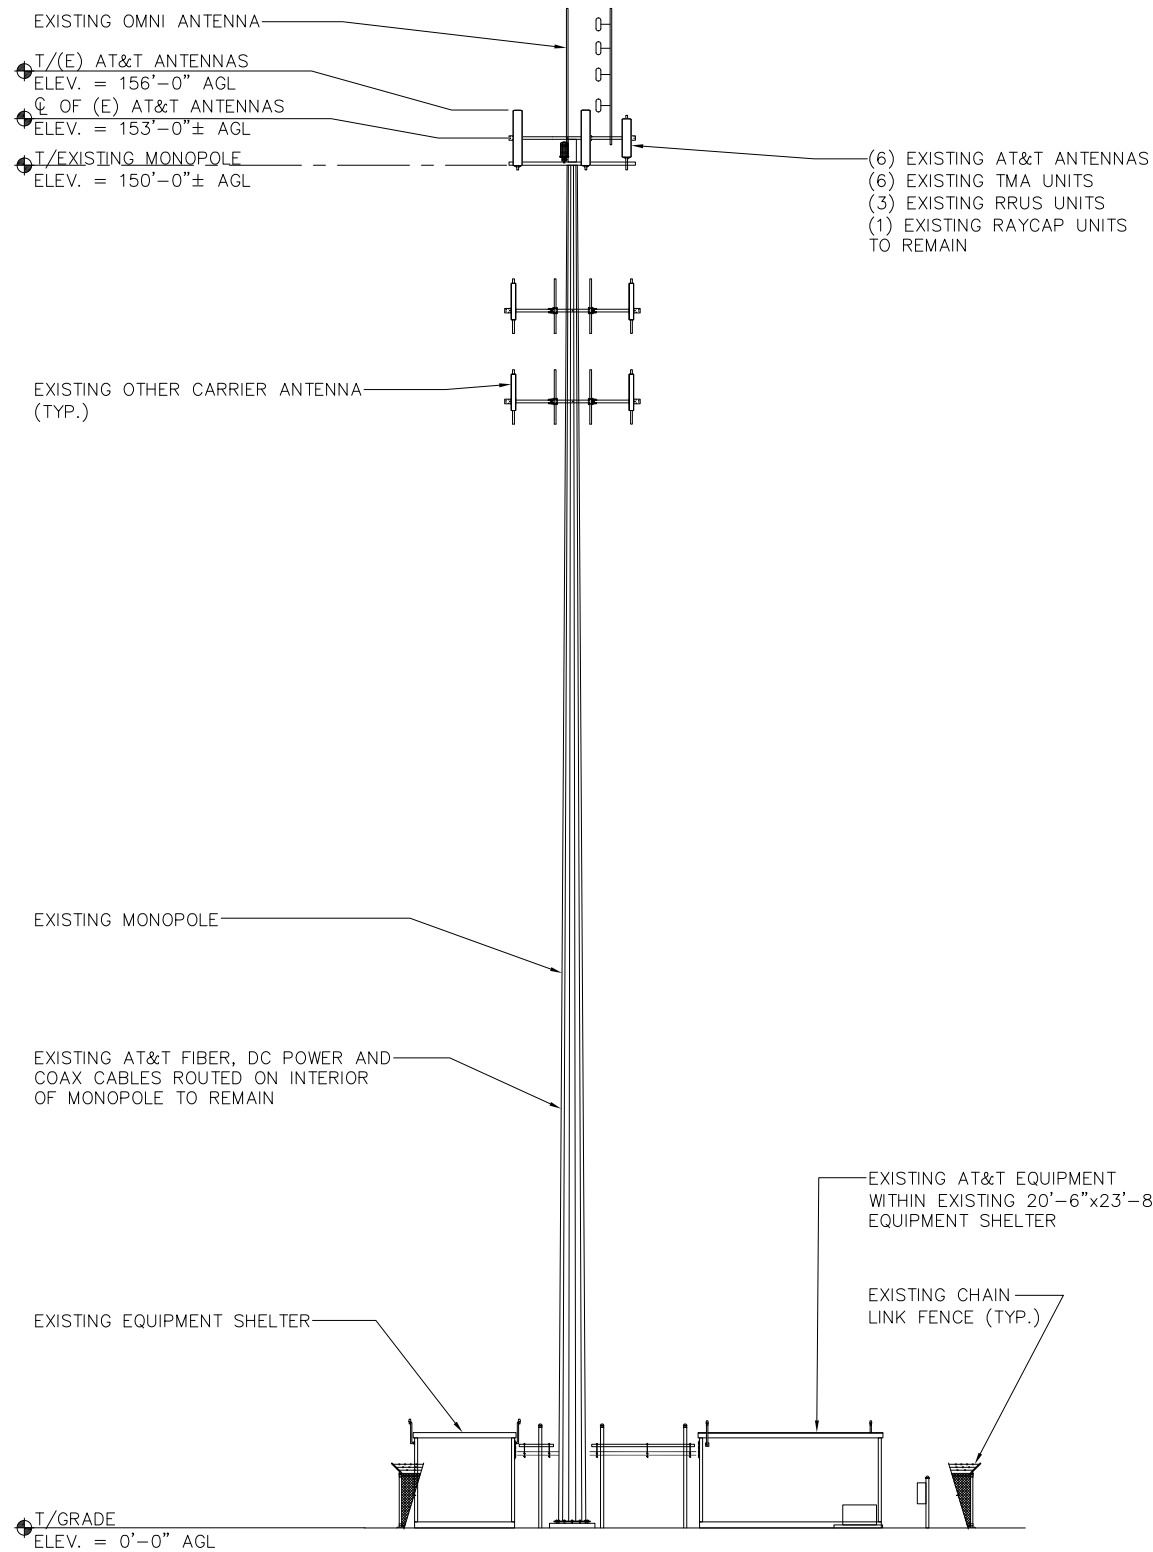 EXISTING OMNI ANTENNA
T/(E) AT&T ANTENNAS
ELEV. = 156'-0" AGL
℄ OF (E) AT&T ANTENNAS
ELEV. = 153'-0"± AGL
T/EXISTING MONOPOLE
ELEV. = 150'-0"± AGL
(6) EXISTING AT&T ANTENNAS
(6) EXISTING TMA UNITS
(3) EXISTING RRUS UNITS
(1) EXISTING RAYCAP UNITS
TO REMAIN
EXISTING OTHER CARRIER ANTENNA
(TYP.)
EXISTING MONOPOLE
EXISTING AT&T FIBER, DC POWER AND
COAX CABLES ROUTED ON INTERIOR
OF MONOPOLE TO REMAIN
EXISTING AT&T EQUIPMENT
WITHIN EXISTING 20'-6"x23'-8
EQUIPMENT SHELTER
EXISTING CHAIN
LINK FENCE (TYP.)
EXISTING EQUIPMENT SHELTER
T/GRADE
ELEV. = 0'-0" AGL